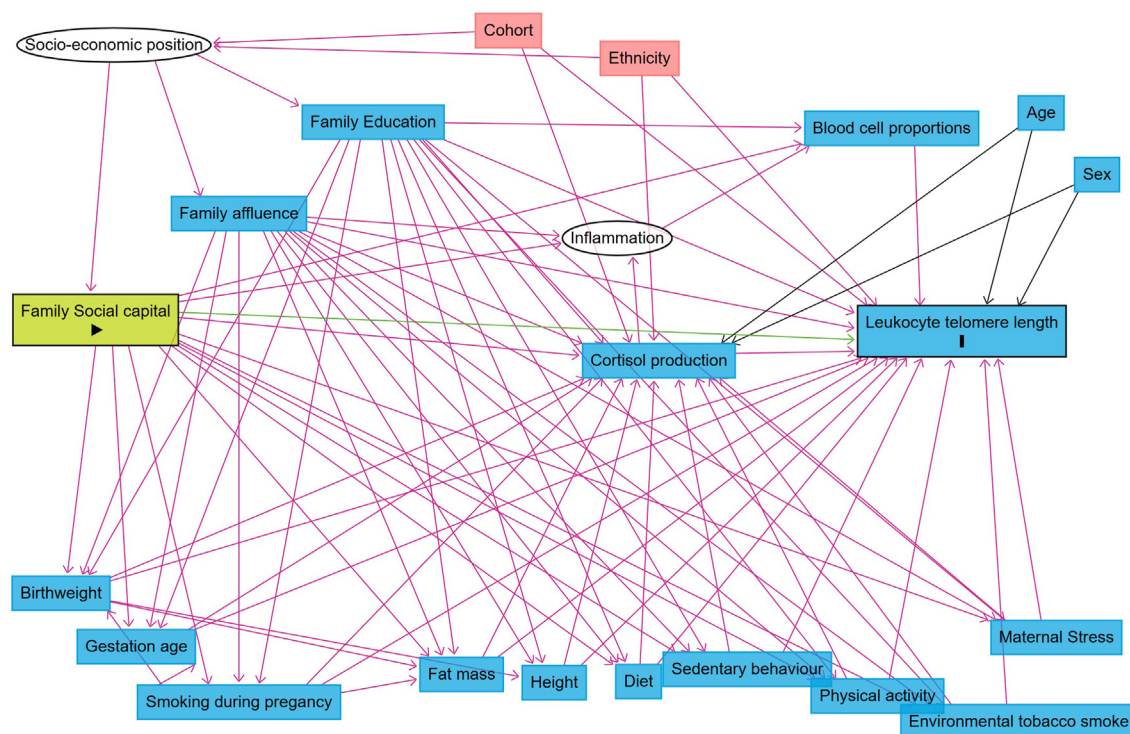 Cohort
Socio-economic position
Ethnicity
Age
Family Education
Blood cell proportions
Sex
Family affluence
Inflammation
Family Social capital
Leukocyte telomere length
Cortisol production
Birthweight
Maternal Stress
Gestation age
Fat mass
Sedentary behaviour
Height
Diet
Smoking during pregancy
Physical activity
Environmental tobacco smoke